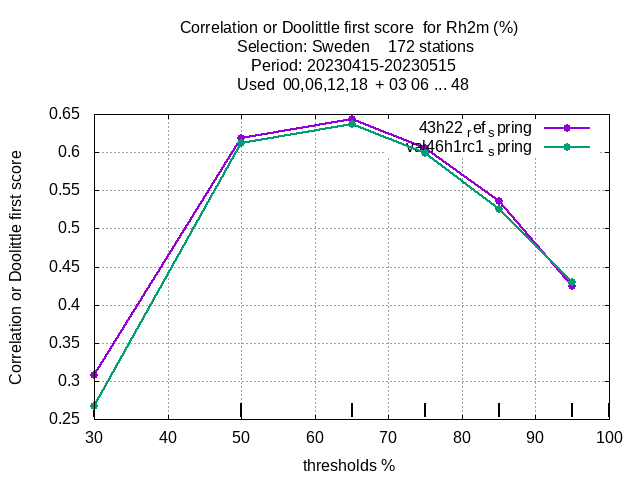 Correlation or Doolittle first score  for Rh2m (%)
Selection: Sweden    172 stations
Period: 20230415-20230515
Used  00,06,12,18  + 03 06 ... 48
43h22 ref spring
val46h1rc1 spring
Correlation or Doolittle first score
0.65
0.6
0.55
0.5
0.45
0.4
0.35
0.3
0.25
30 40 50 60 70 80 90 100
thresholds %